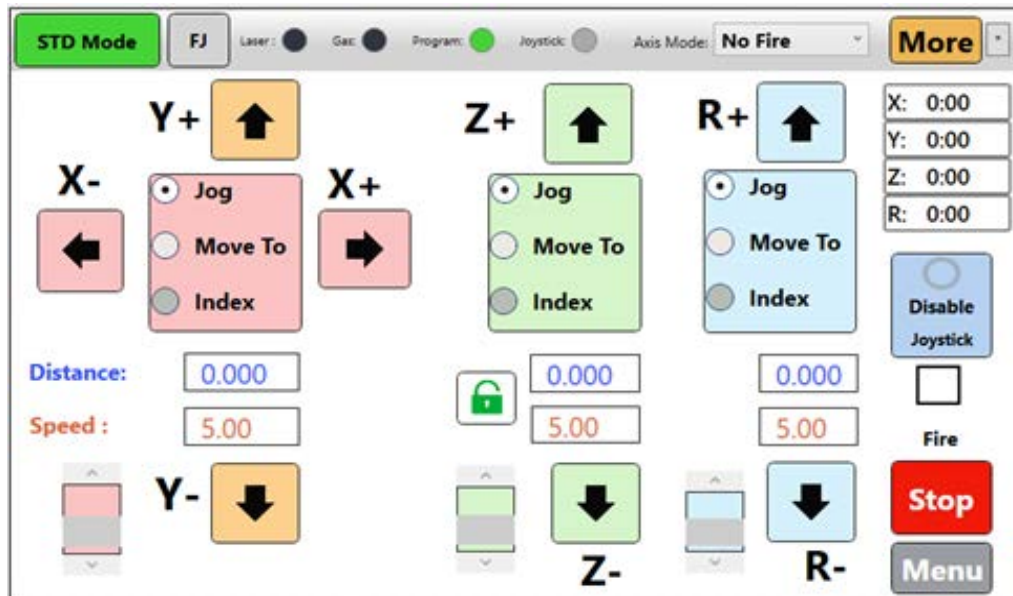 STD Mode FJ Laser: Gas: Program: Joystick: Axis Mode: No Fire More
Y+ Z+ R+
X: 0:00
Y: 0:00
Z: 0:00
R: 0:00
X- X+
Jog
Move To
Index
Jog
Move To
Index
Jog
Move To
Index
Disable
Joystick
Distance: 0.000 0.000 0.000
Speed : 5.00 5.00 5.00
Fire
Y-
Z-
R-
Stop
Menu